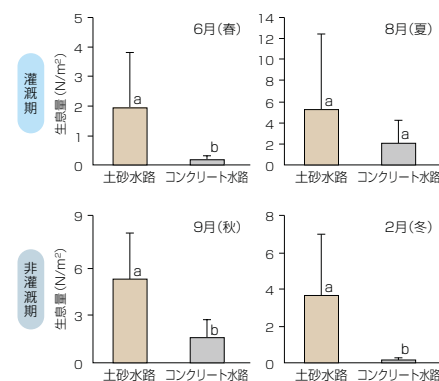 灌漑期
生息量(N/m²)
6月(春)
5
4
3
2
1
0
a
b
土砂水路 コンクリート水路
8月(夏)
14
12
10
8
6
4
2
0
a
a
土砂水路 コンクリート水路
非灌漑期
生息量(N/m²)
9月(秋)
9
6
3
0
a
b
土砂水路 コンクリート水路
2月(冬)
8
6
4
2
0
a
b
土砂水路 コンクリート水路